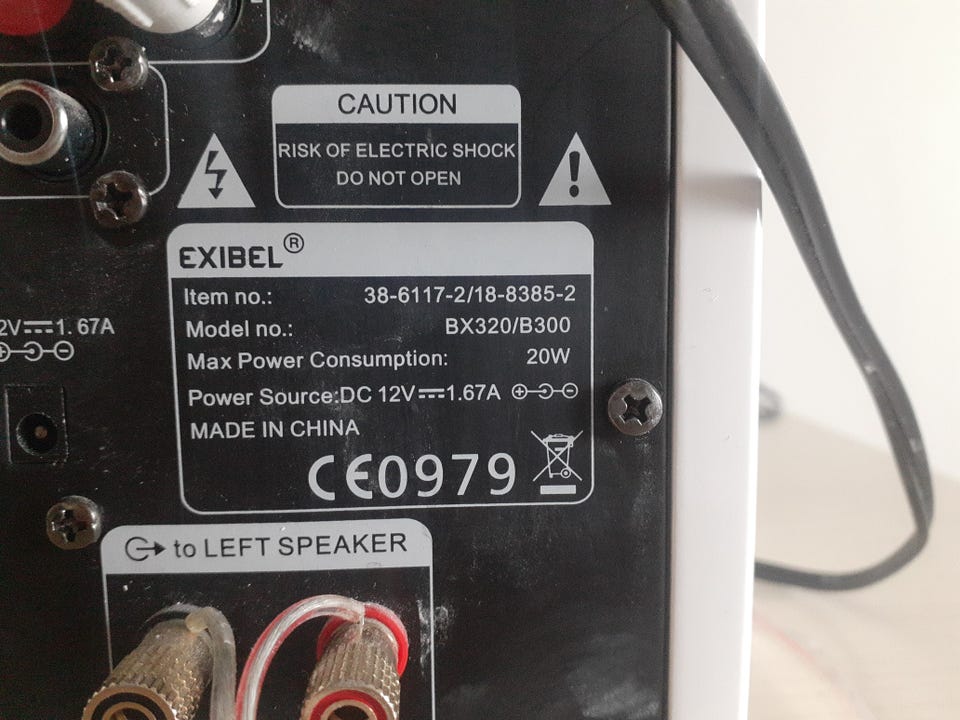 CAUTION
RISK OF ELECTRIC SHOCK
DO NOT OPEN
EXIBEL®
Item no.: 38-6117-2/18-8385-2
Model no.: BX320/B300
Max Power Consumption: 20W
Power Source:DC 12V⎓1.67A
MADE IN CHINA
CE0979
2V⎓1.67A
to LEFT SPEAKER